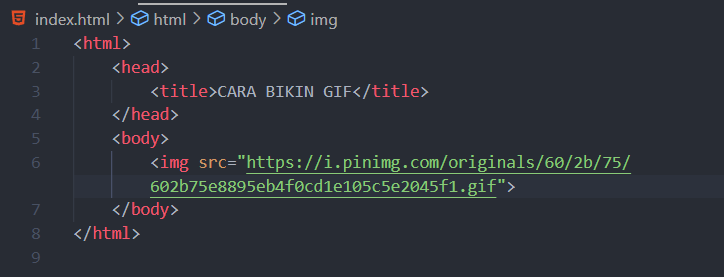 index.html > html > body > img
1 <html>
2 <head>
3 <title>CARA BIKIN GIF</title>
4 </head>
5 <body>
6 <img src="https://i.pinimg.com/originals/60/2b/75/
602b75e8895eb4f0cd1e105c5e2045f1.gif">
7 </body>
8 </html>
9